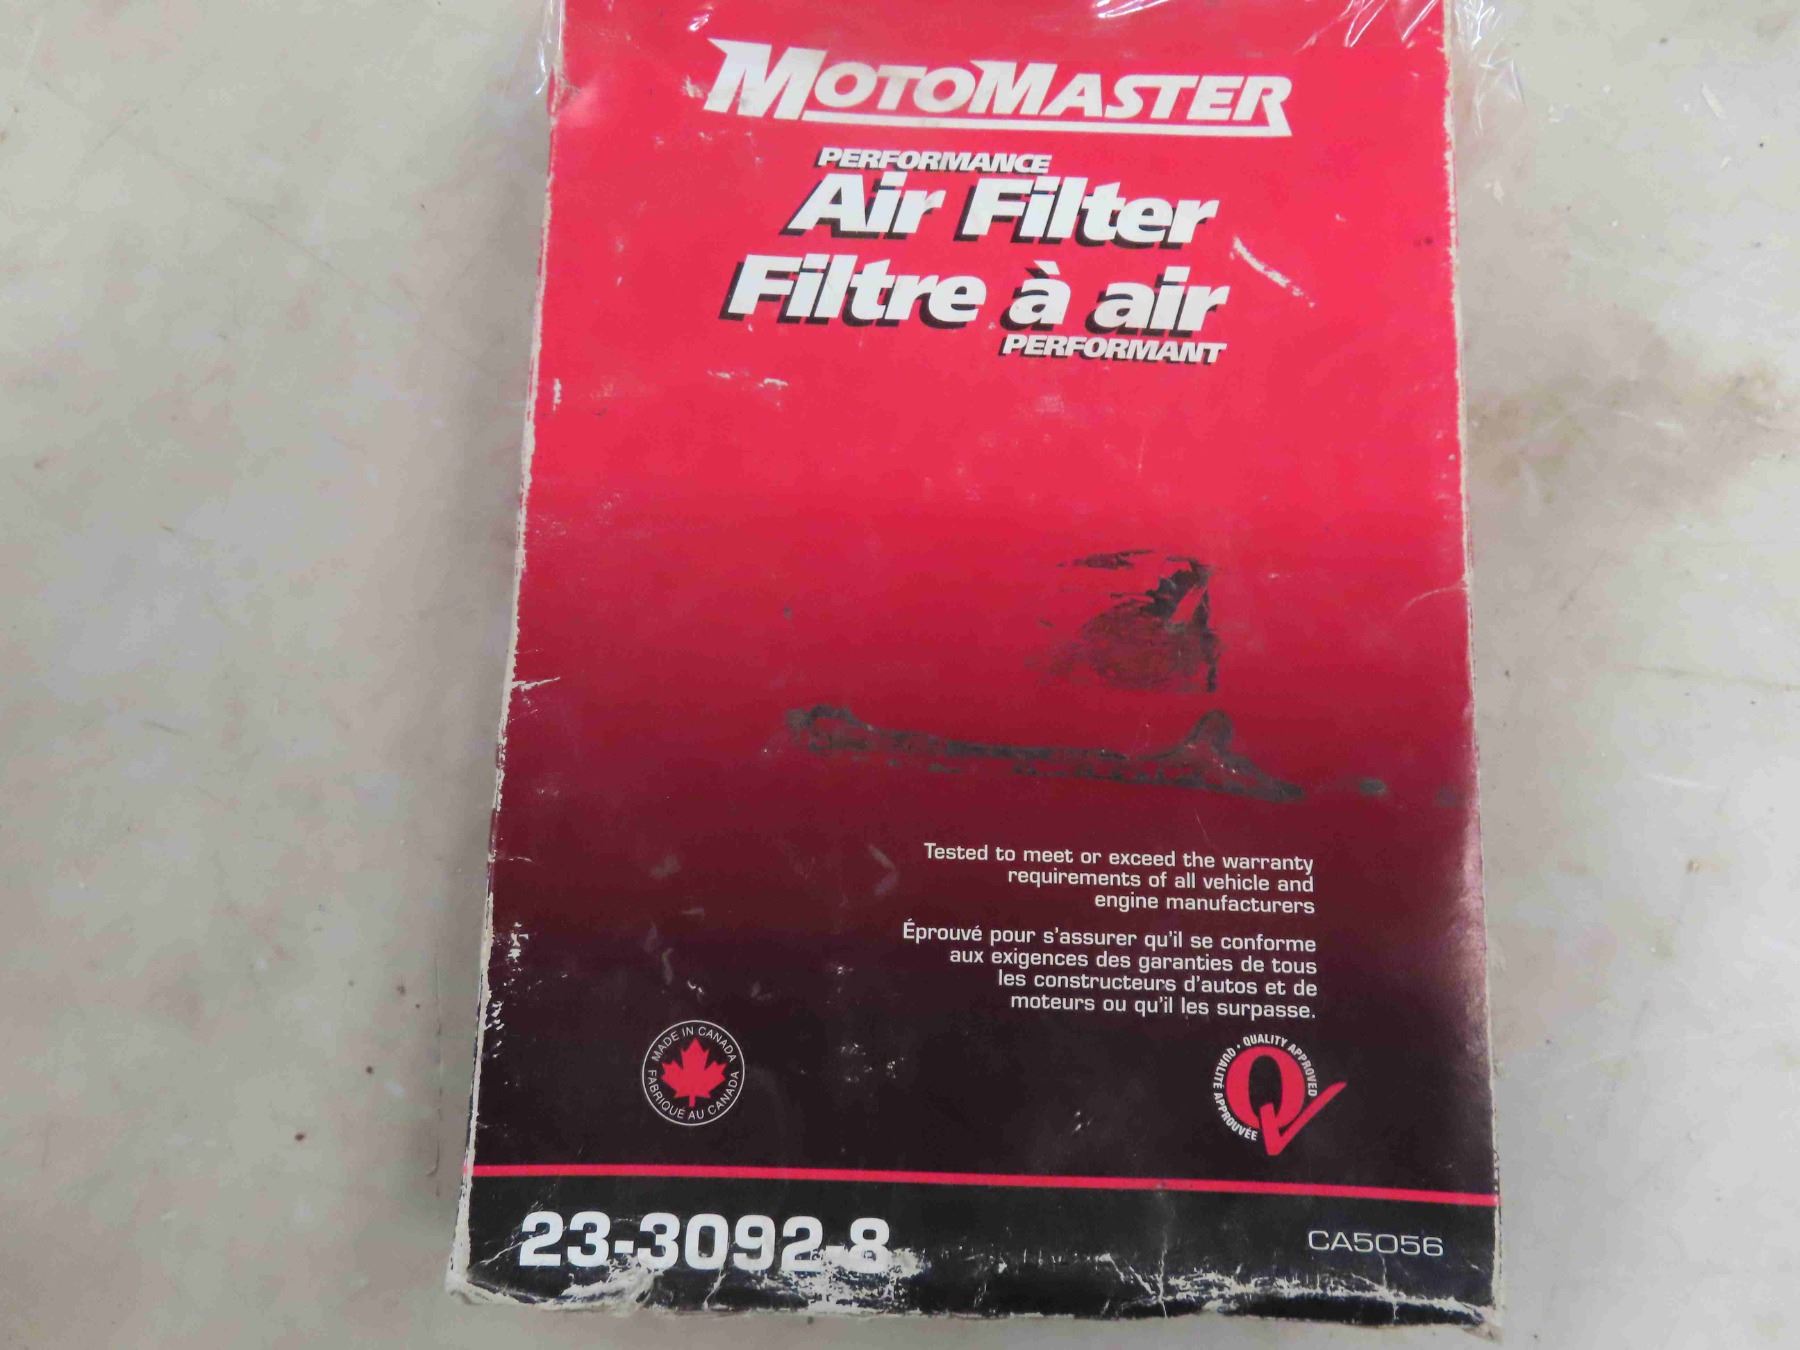 MOTOMASTER
PERFORMANCE
Air Filter
Filtre à air
PERFORMANT
Tested to meet or exceed the warranty
requirements of all vehicle and
engine manufacturers
Éprouvé pour s'assurer qu'il se conforme
aux exigences des garanties de tous
les constructeurs d'autos et de
moteurs ou qu'il les surpasse.
MADE IN CANADA
FABRIQUÉ AU CANADA
QUALITY APPROVED
QUALITÉ APPROUVÉE
Q
23-3092-8
CA5056